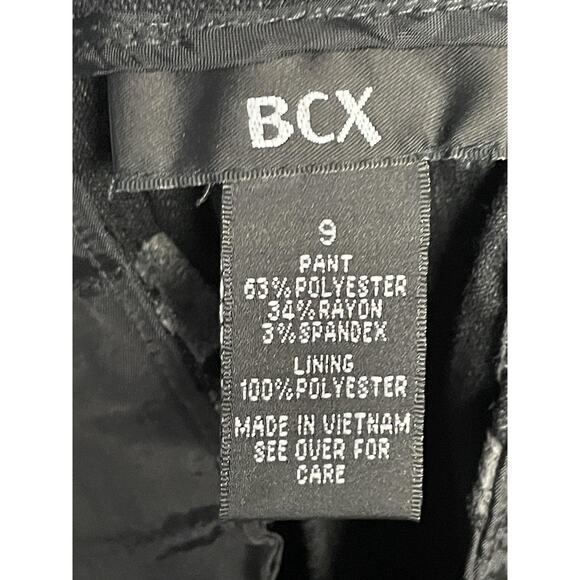 BCX
9
PANT
63%POLYESTER
34%RAYON
3%SPANDEX
LINING
100%POLYESTER
MADE IN VIETNAM
SEE OVER FOR
CARE